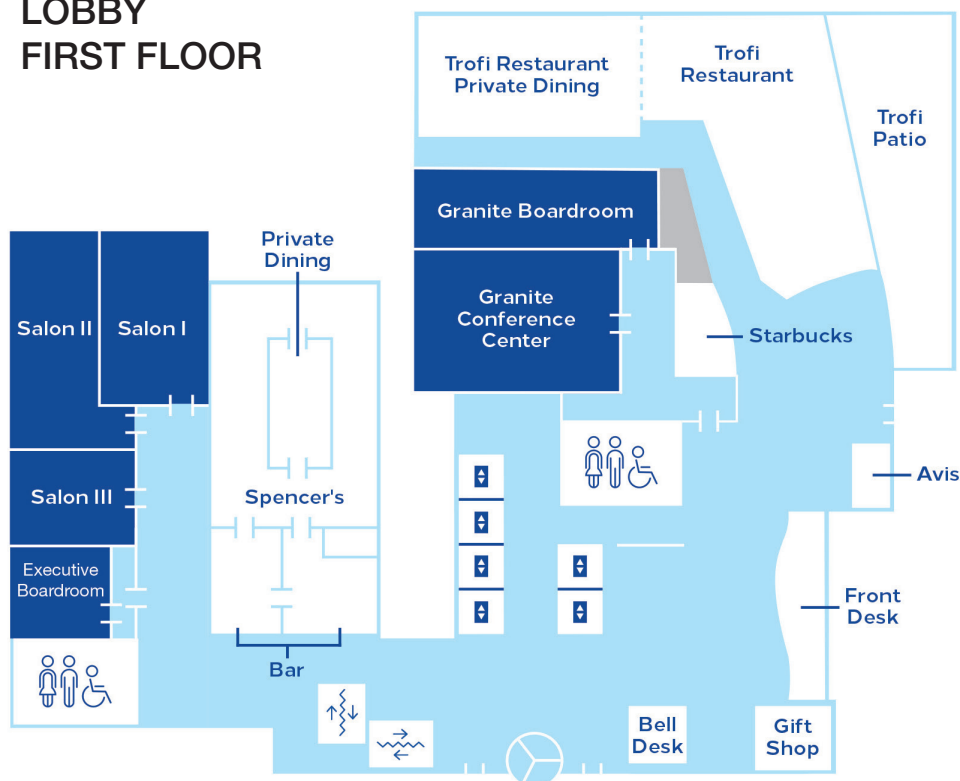 LOBBY
FIRST FLOOR
Trofi Restaurant
Private Dining
Trofi
Restaurant
Trofi
Patio
Granite Boardroom
Private
Dining
Granite
Conference
Center
Salon II
Salon I
Starbucks
Salon III
Spencer's
Avis
Executive
Boardroom
Front
Desk
Bar
Bell
Desk
Gift
Shop